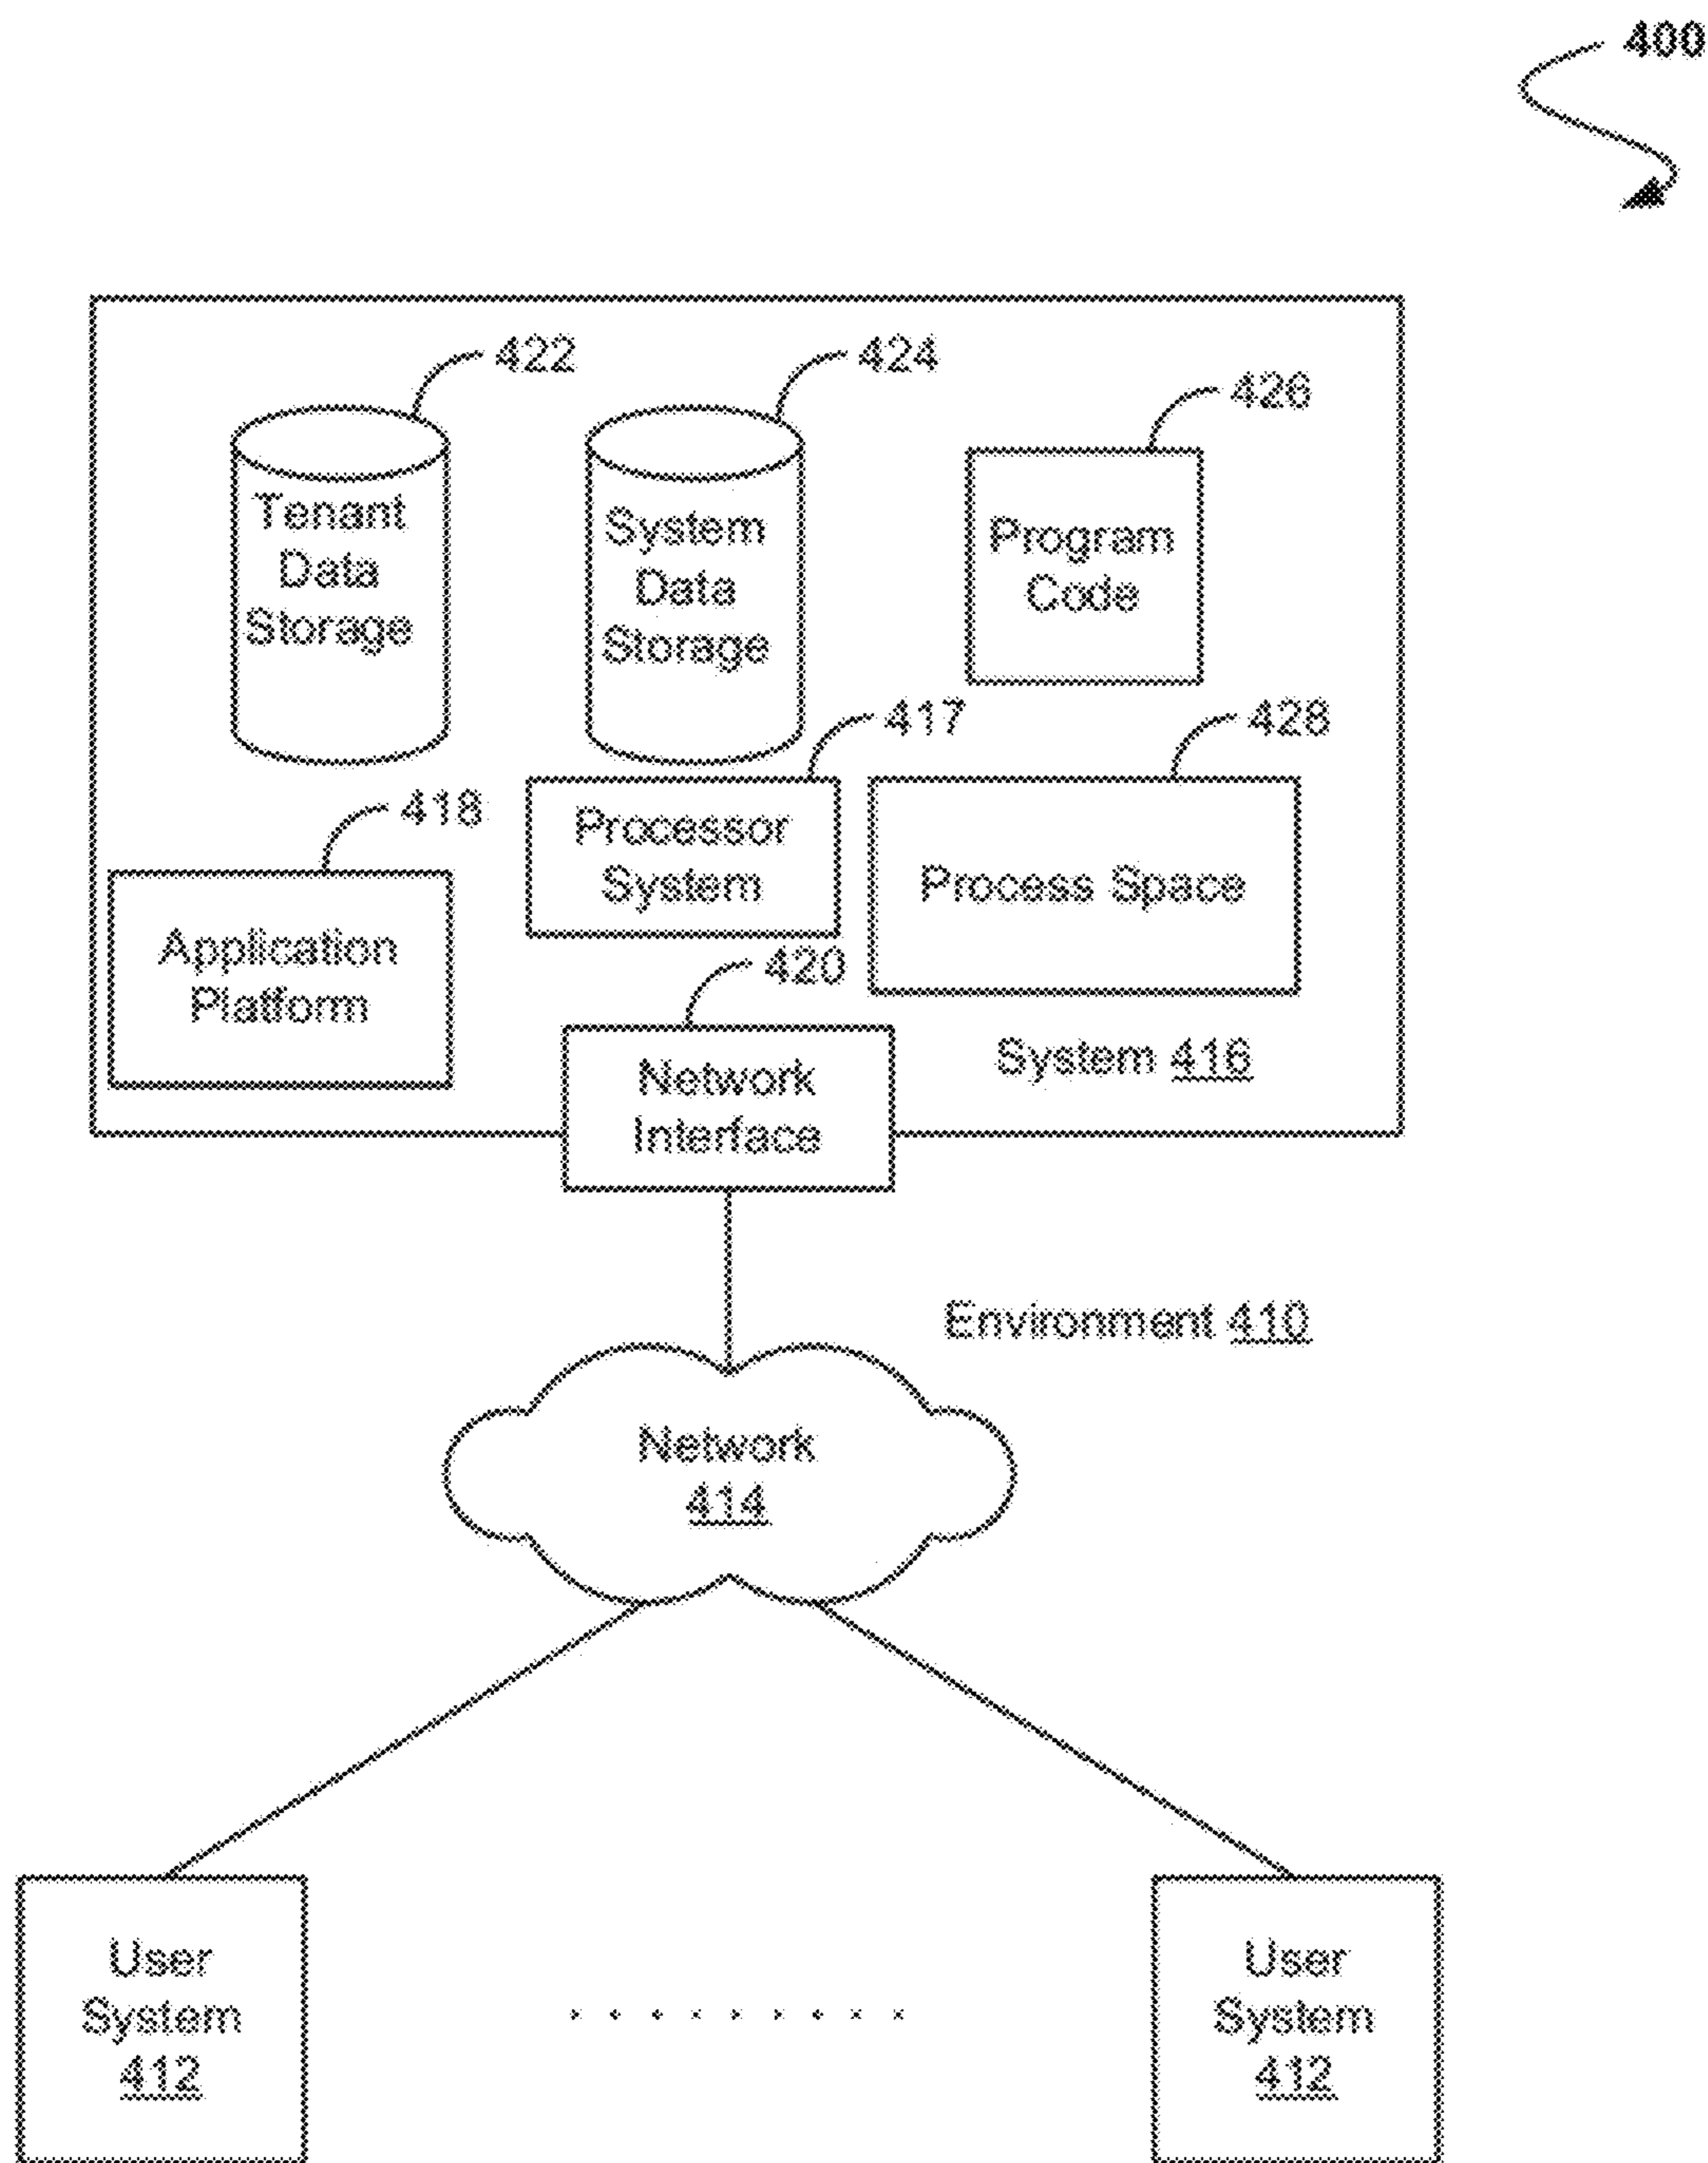 400
422
424
426
Tenant
Data
Storage
System
Data
Storage
Program
Code
417
428
418
Processor
System
Process Space
Application
Platform
420
Network
Interface
System 416
Environment 410
Network
414
User
System
412
User
System
412